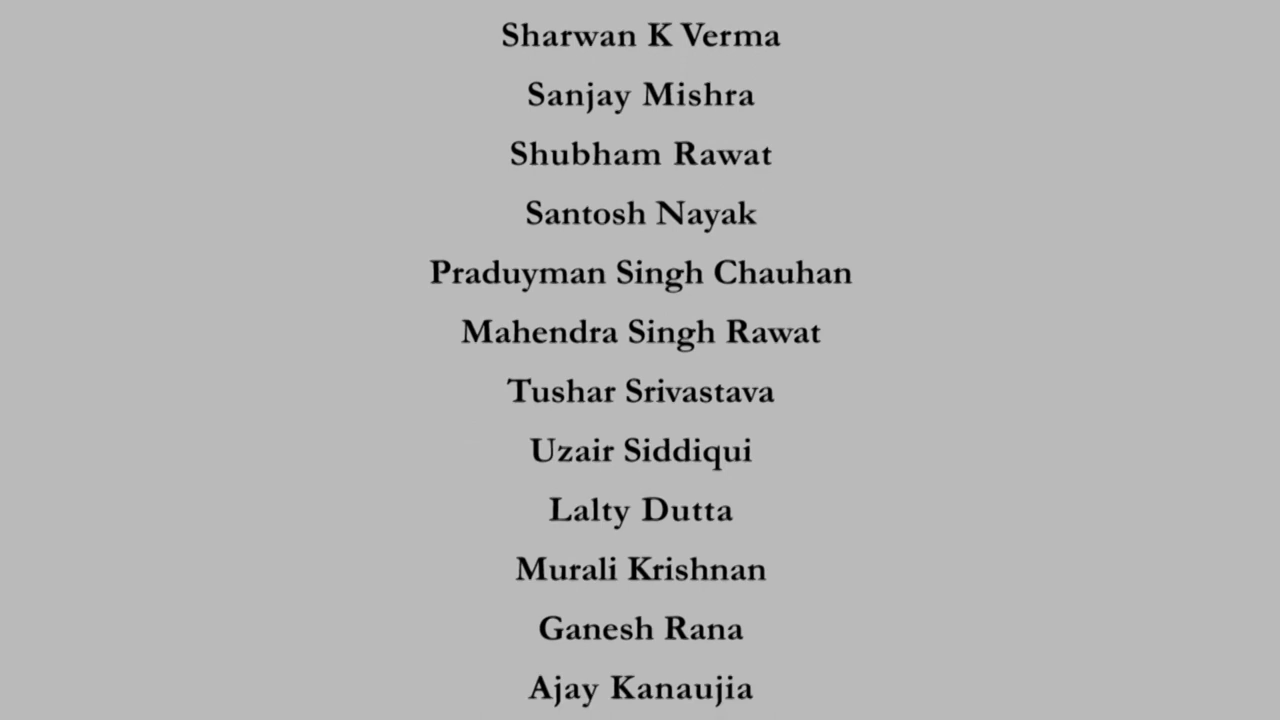 Sharwan K Verma
Sanjay Mishra
Shubham Rawat
Santosh Nayak
Praduyman Singh Chauhan
Mahendra Singh Rawat
Tushar Srivastava
Uzair Siddiqui
Lalty Dutta
Murali Krishnan
Ganesh Rana
Ajay Kanaujia